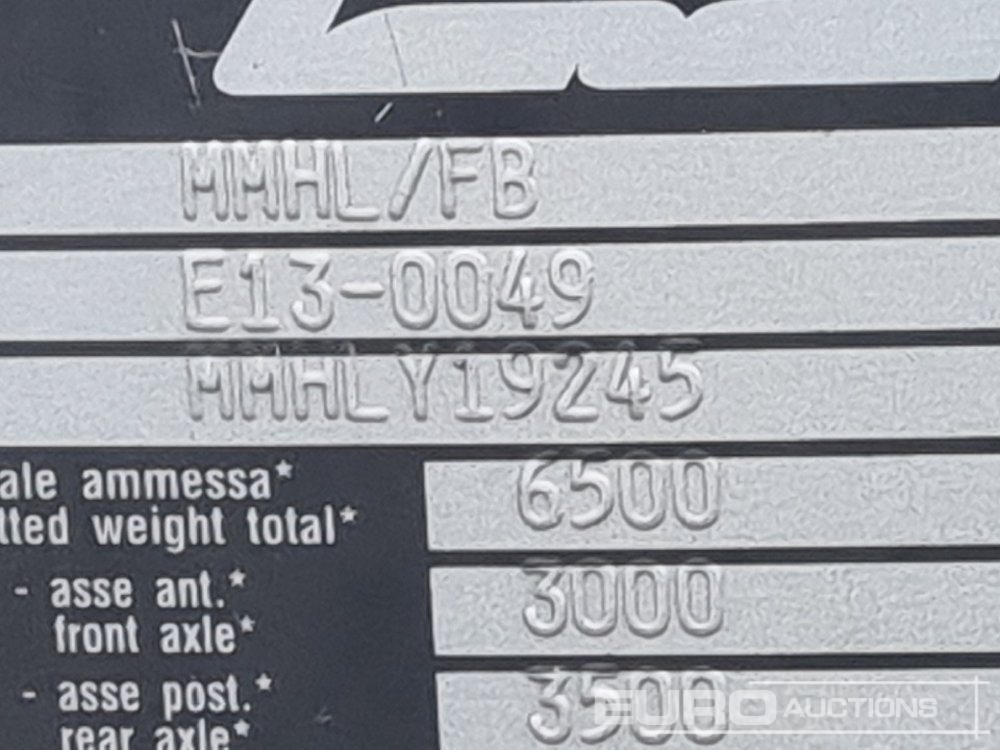 MMHL/FB
E13-0049
MMHLY19245
ale ammessa* 6500
tted weight total*
- asse ant.* 3000
front axle*
- asse post.* 3500
rear axle*
EURO AUCTIONS